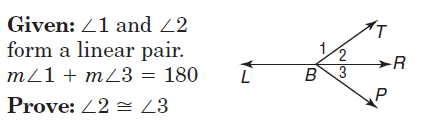 Given: ∠1 and ∠2
form a linear pair.
m∠1 + m∠3 = 180
Prove: ∠2 ≅ ∠3
T
1
2
L
B
3
R
P